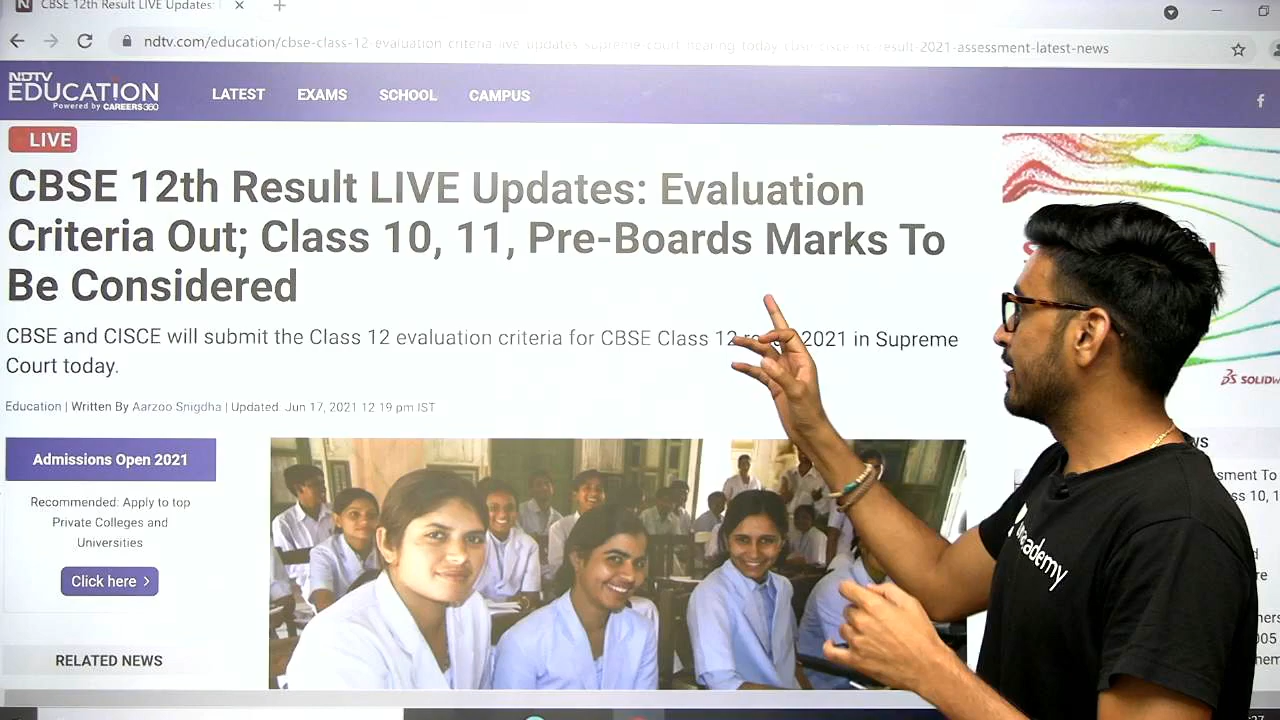 CBSE 12th Result LIVE Updates:
ndtv.com/education/cbse-class-12-evaluation-criteria-live-updates-supreme-court-hearing-today-cbse-cisce-isc-result-2021-assessment-latest-news
NDTV
EDUCATION
Powered by CAREERS360
LATEST EXAMS SCHOOL CAMPUS
f
LIVE
CBSE 12th Result LIVE Updates: Evaluation
Criteria Out; Class 10, 11, Pre-Boards Marks To
Be Considered
CBSE and CISCE will submit the Class 12 evaluation criteria for CBSE Class 12 2021 in Supreme
Court today.
Education | Written By Aarzoo Snigdha | Updated Jun 17, 2021 12 19 pm IST
Admissions Open 2021
Recommended: Apply to top
Private Colleges and
Universities
Click here >
RELATED NEWS
unacademy